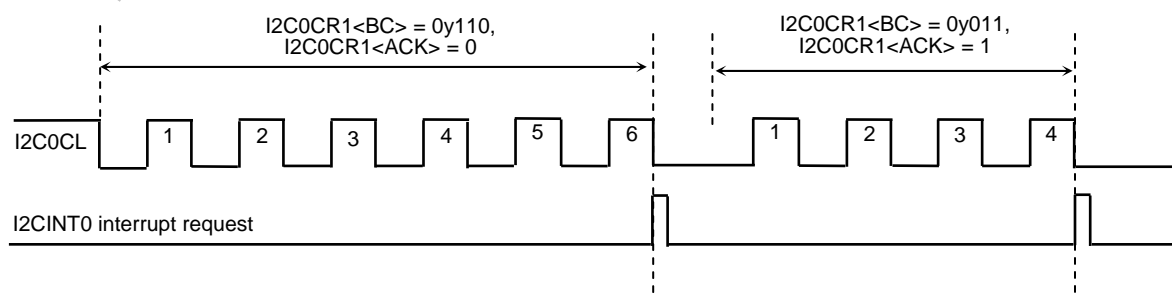 I2C0CR1<BC> = 0y110,
I2C0CR1<ACK> = 0
I2C0CR1<BC> = 0y011,
I2C0CR1<ACK> = 1
I2C0CL
1 2 3 4 5 6 1 2 3 4
I2CINT0 interrupt request